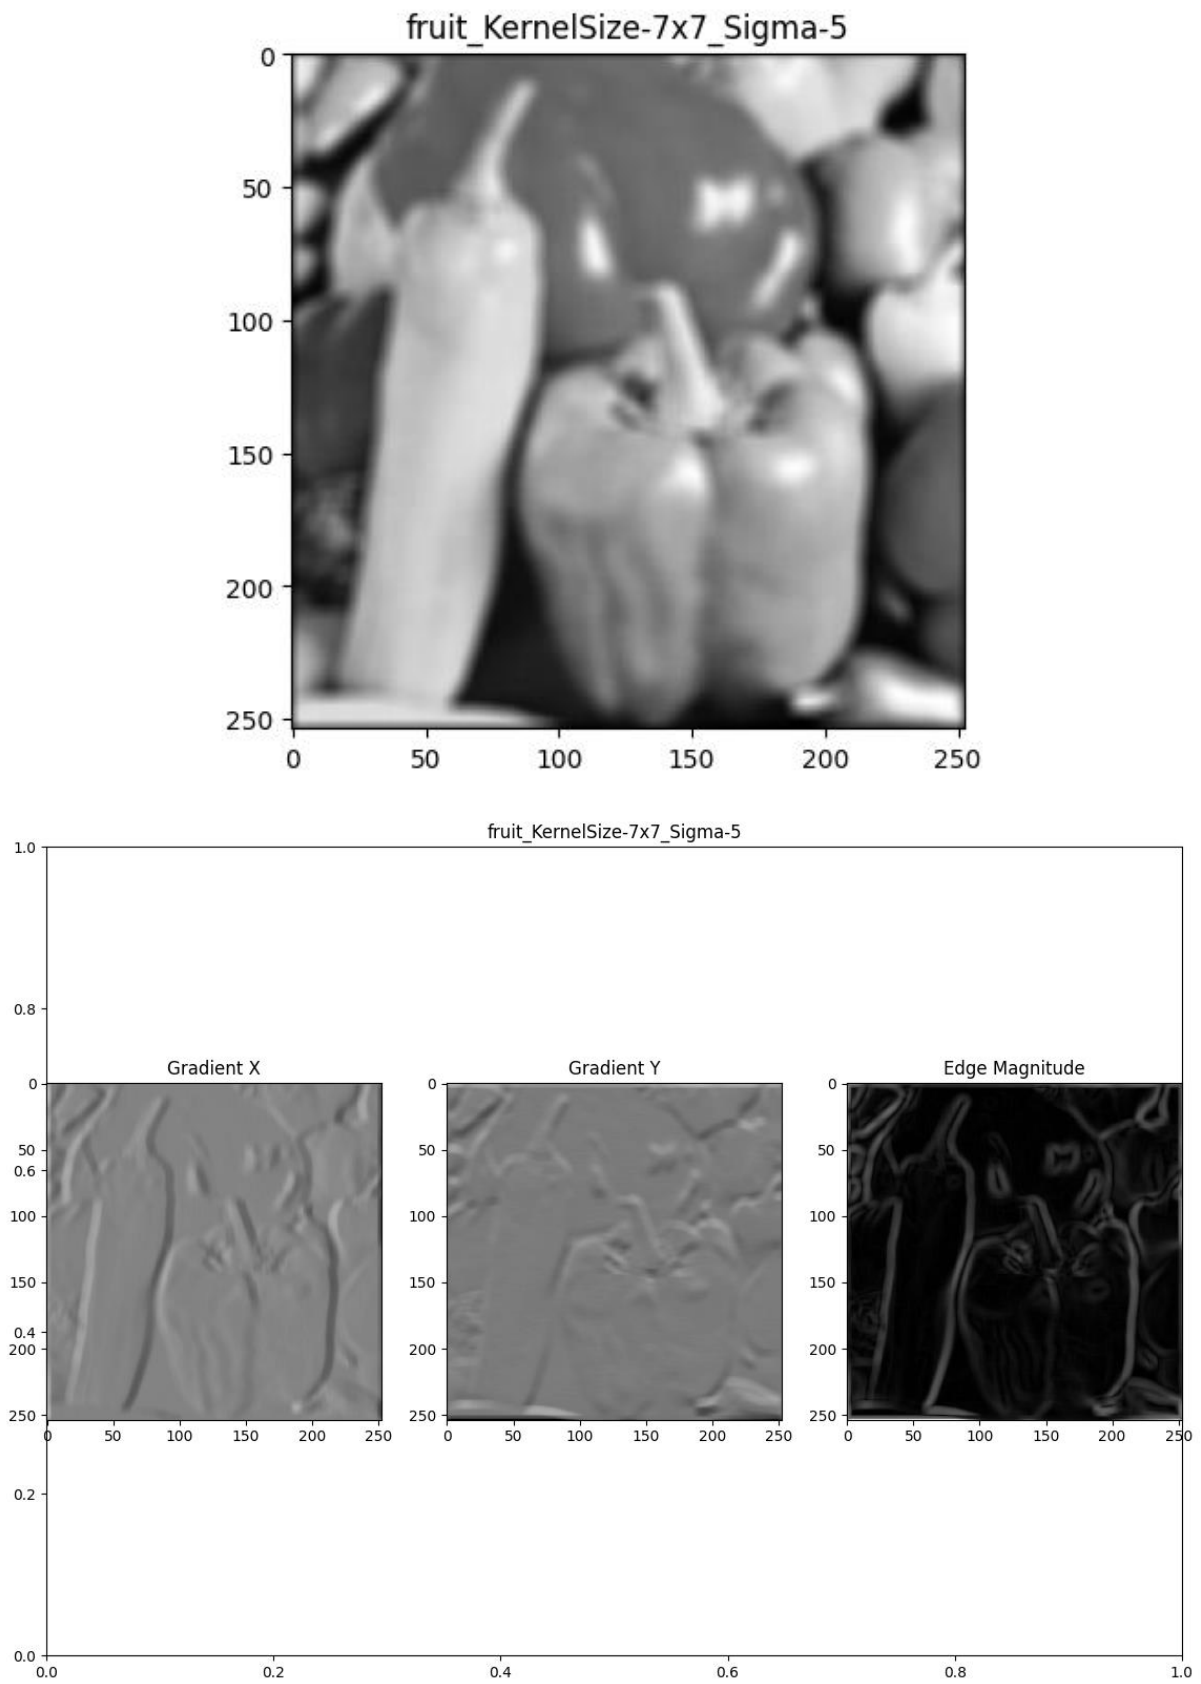 fruit_KernelSize-7x7_Sigma-5
0
50
100
150
200
250
0 50 100 150 200 250
fruit_KernelSize-7x7_Sigma-5
1.0
0.8
Gradient X Gradient Y Edge Magnitude
0 0 0
50 50 50
0.6
100 100 100
150 150 150
0.4
200 200 200
250 250 250
0 50 100 150 200 250 0 50 100 150 200 250 0 50 100 150 200 250
0.2
0.0
0.0 0.2 0.4 0.6 0.8 1.0